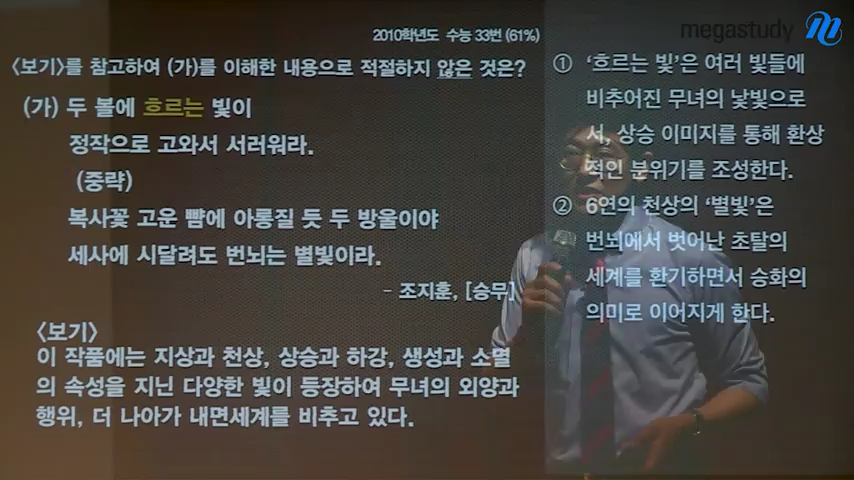 megastudy
2010학년도 수능 33번 (61%)
<보기>를 참고하여 (가)를 이해한 내용으로 적절하지 않은 것은?
(가) 두 볼에 흐르는 빛이
정작으로 고와서 서러워라.
(중략)
복사꽃 고운 뺨에 아롱질 듯 두 방울이야
세사에 시달려도 번뇌는 별빛이라.
- 조지훈, [승무]
<보기>
이 작품에는 지상과 천상, 상승과 하강, 생성과 소멸
의 속성을 지닌 다양한 빛이 등장하여 무녀의 외양과
행위, 더 나아가 내면세계를 비추고 있다.
① ‘흐르는 빛’은 여러 빛들에
비추어진 무녀의 낯빛으로
서, 상승 이미지를 통해 환상
적인 분위기를 조성한다.
② 6연의 천상의 ‘별빛’은
번뇌에서 벗어난 초탈의
세계를 환기하면서 승화의
의미로 이어지게 한다.